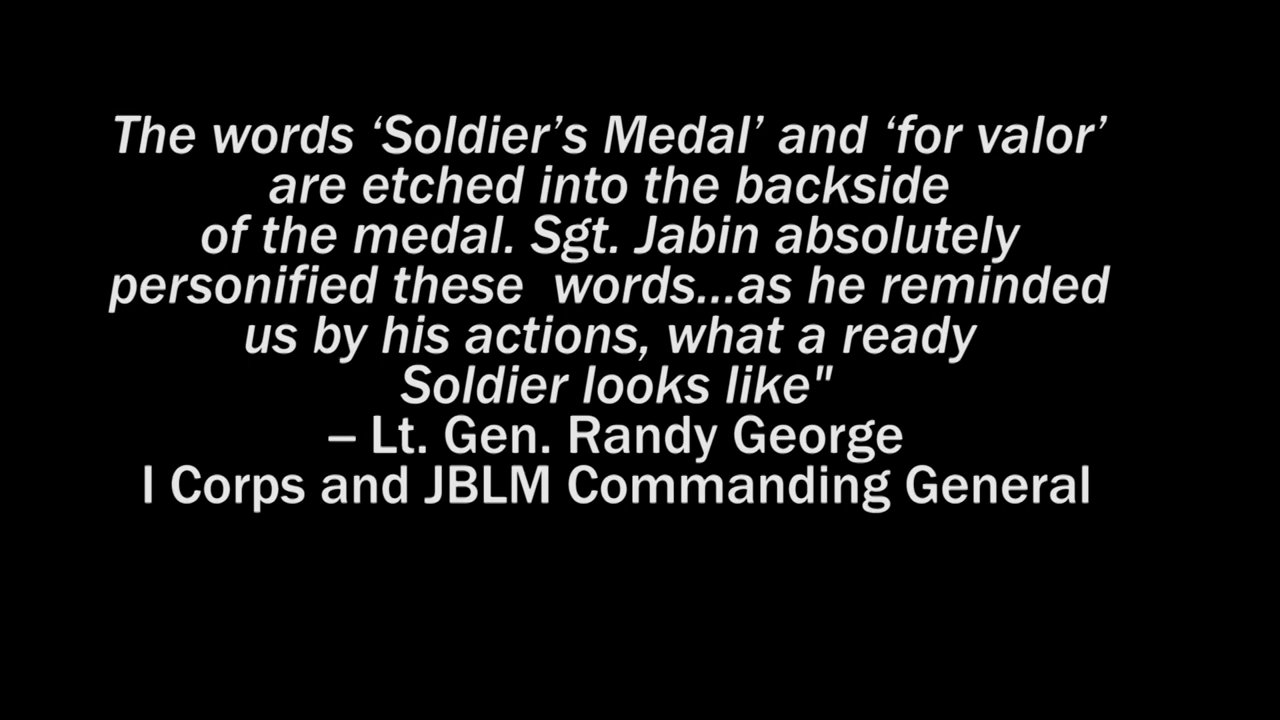 The words ‘Soldier’s Medal’ and ‘for valor’
are etched into the backside
of the medal. Sgt. Jabin absolutely
personified these  words...as he reminded
us by his actions, what a ready
Soldier looks like"
– Lt. Gen. Randy George
I Corps and JBLM Commanding General